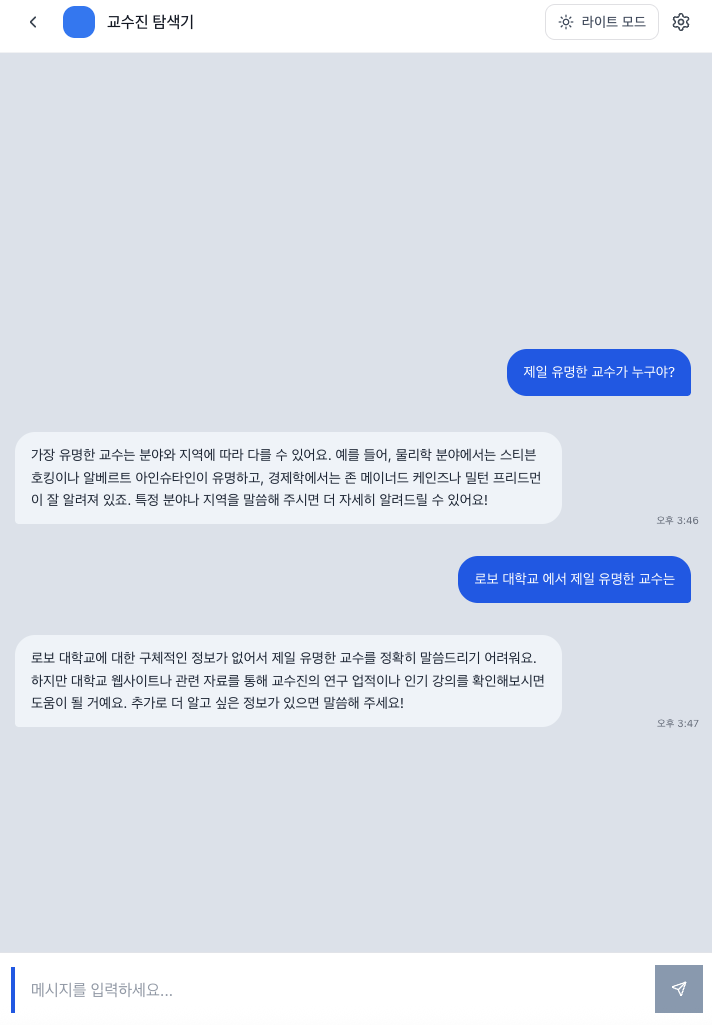 교수진 탐색기
라이트 모드
제일 유명한 교수가 누구야?
가장 유명한 교수는 분야와 지역에 따라 다를 수 있어요. 예를 들어, 물리학 분야에서는 스티븐
호킹이나 알베르트 아인슈타인이 유명하고, 경제학에서는 존 메이너드 케인즈나 밀턴 프리드먼
이 잘 알려져 있죠. 특정 분야나 지역을 말씀해 주시면 더 자세히 알려드릴 수 있어요!
오후 3:46
로보 대학교 에서 제일 유명한 교수는
로보 대학교에 대한 구체적인 정보가 없어서 제일 유명한 교수를 정확히 말씀드리기 어려워요.
하지만 대학교 웹사이트나 관련 자료를 통해 교수진의 연구 업적이나 인기 강의를 확인해보시면
도움이 될 거예요. 추가로 더 알고 싶은 정보가 있으면 말씀해 주세요!
오후 3:47
메시지를 입력하세요...